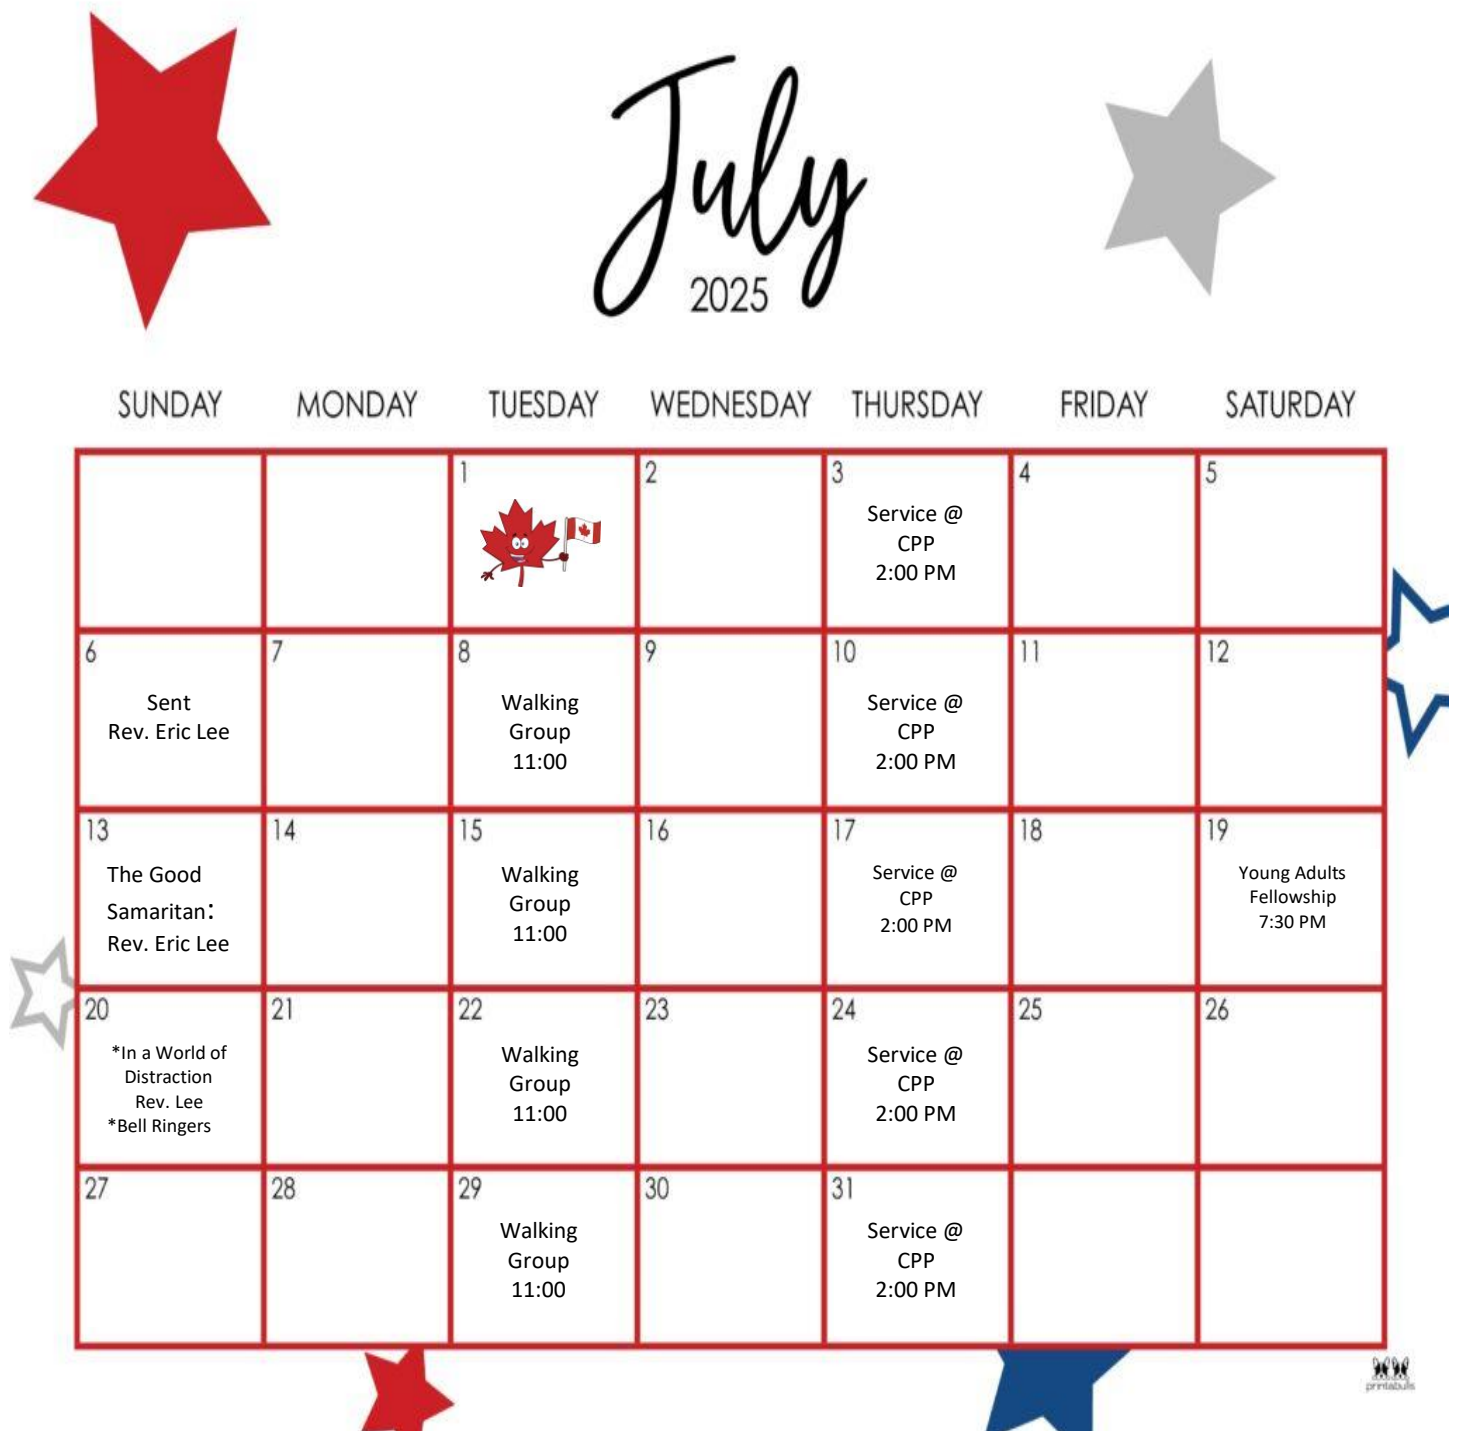 July
2025
SUNDAY MONDAY TUESDAY WEDNESDAY THURSDAY FRIDAY SATURDAY
1 2 3 4 5
Service @
CPP
2:00 PM
6 7 8 9 10 11 12
Sent
Rev. Eric Lee
Walking
Group
11:00
Service @
CPP
2:00 PM
13 14 15 16 17 18 19
The Good
Samaritan:
Rev. Eric Lee
Walking
Group
11:00
Service @
CPP
2:00 PM
Young Adults
Fellowship
7:30 PM
20 21 22 23 24 25 26
*In a World of
Distraction
Rev. Lee
*Bell Ringers
Walking
Group
11:00
Service @
CPP
2:00 PM
27 28 29 30 31
Walking
Group
11:00
Service @
CPP
2:00 PM
printabulls